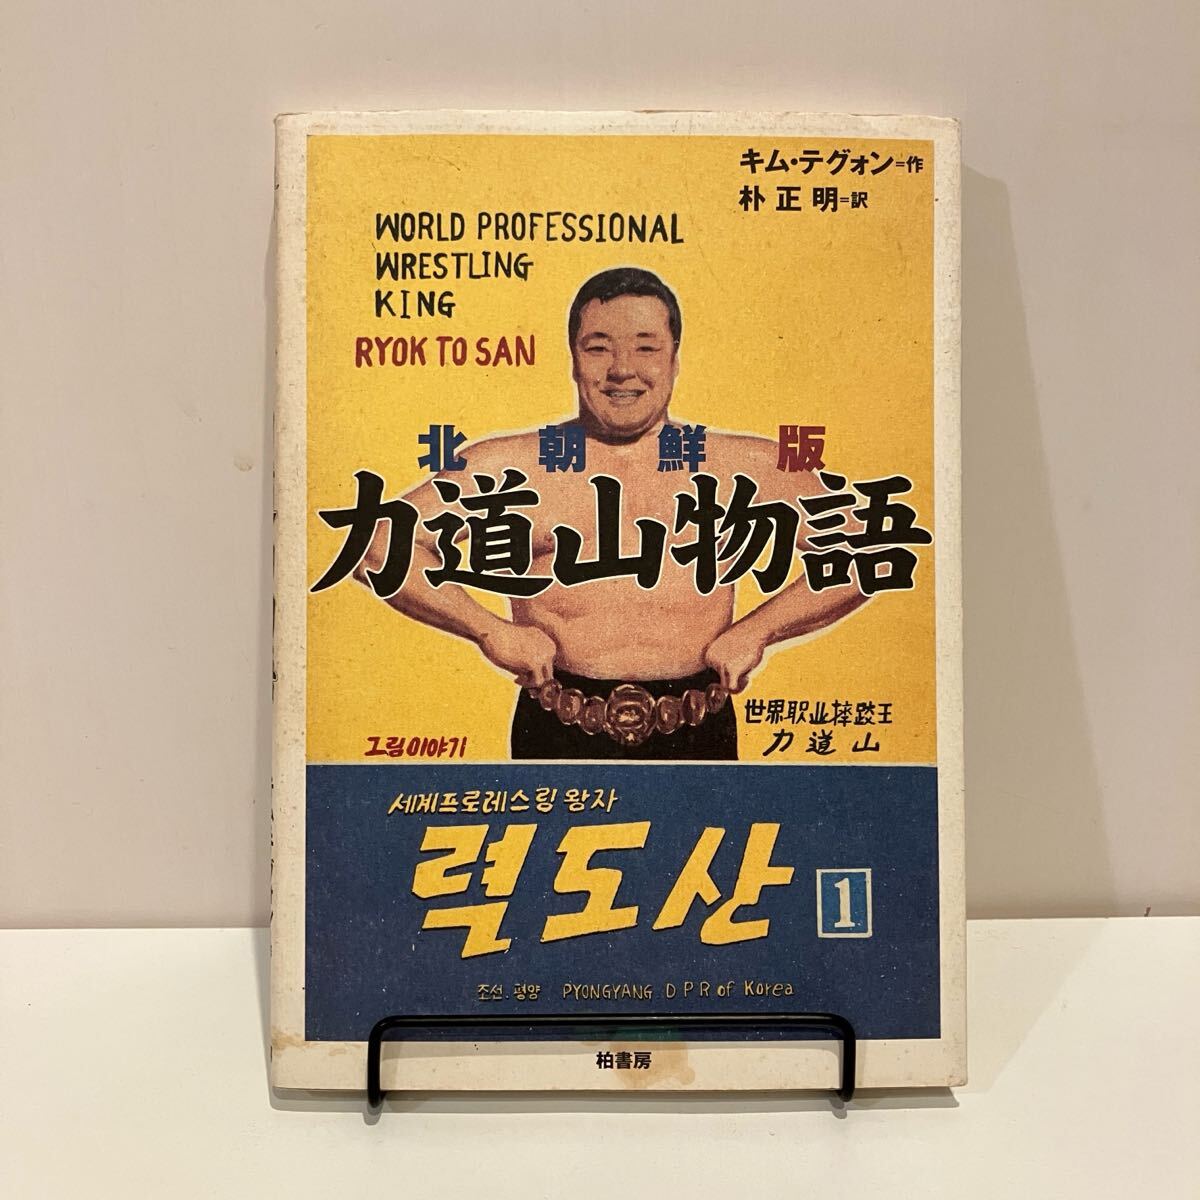 キム・テグォン=作
朴正明=訳
WORLD PROFESSIONAL
WRESTLING
KING
RYOK TO SAN
北朝鮮版
力道山物語
世界职业摔跤王
力道山
그림이야기
세계프로레스링왕자
력도산 1
조선.평양 PYONGYANG D P R of Korea
柏書房